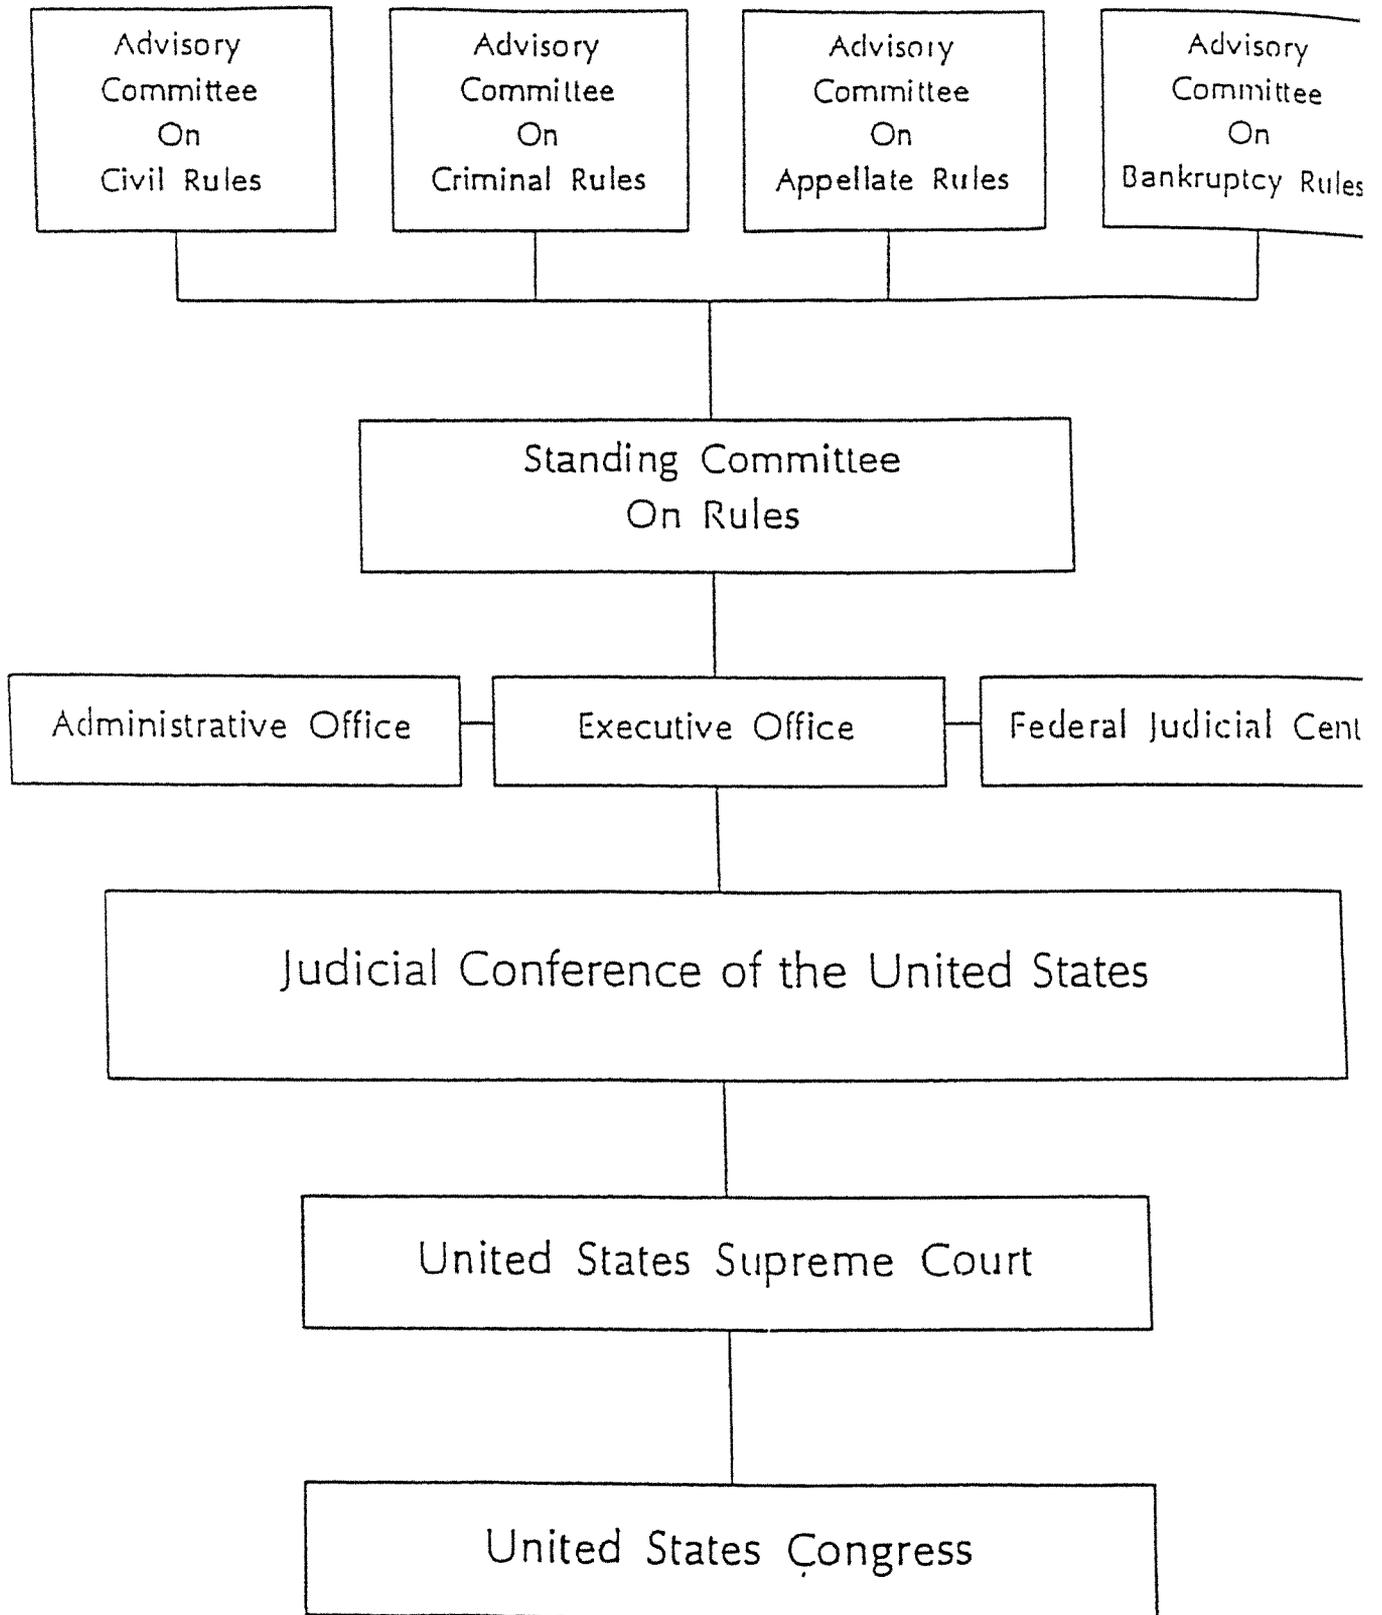 Advisory
Committee
On
Civil Rules
Advisory
Committee
On
Criminal Rules
Advisory
Committee
On
Appellate Rules
Advisory
Committee
On
Bankruptcy Rules
Standing Committee
On Rules
Administrative Office
Executive Office
Federal Judicial Cent
Judicial Conference of the United States
United States Supreme Court
United States Congress